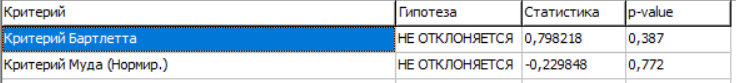 Критерий Гипотеза Статистика p-value
Критерий Бартлетта НЕ ОТКЛОНЯЕТСЯ 0,798218 0,387
Критерий Муда (Нормир.) НЕ ОТКЛОНЯЕТСЯ -0,229848 0,772